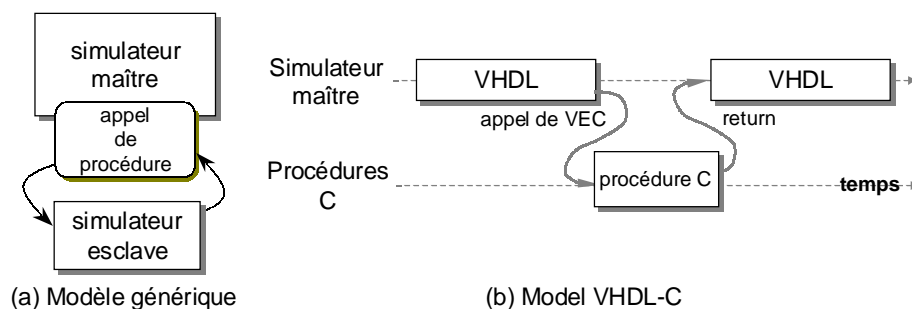 simulateur
maître
appel
de
procédure
simulateur
esclave
(a) Modèle générique
Simulateur
maître
VHDL
VHDL
appel de VEC
return
Procédures
C
procédure C
temps
(b) Model VHDL-C